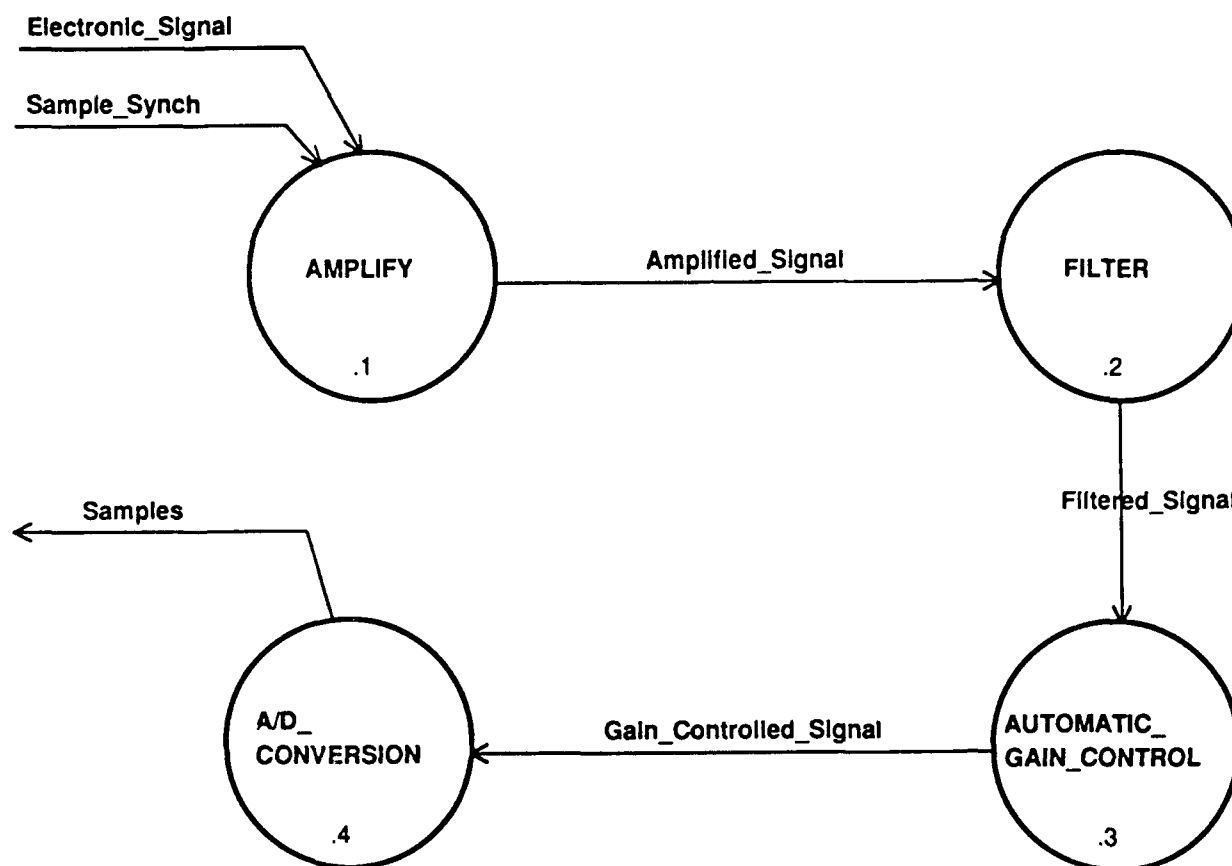 Electronic_Signal
Sample_Synch
AMPLIFY
.1
Amplified_Signal
FILTER
.2
Filtered_Signal
Samples
A/D_
CONVERSION
.4
Gain_Controlled_Signal
AUTOMATIC_
GAIN_CONTROL
.3